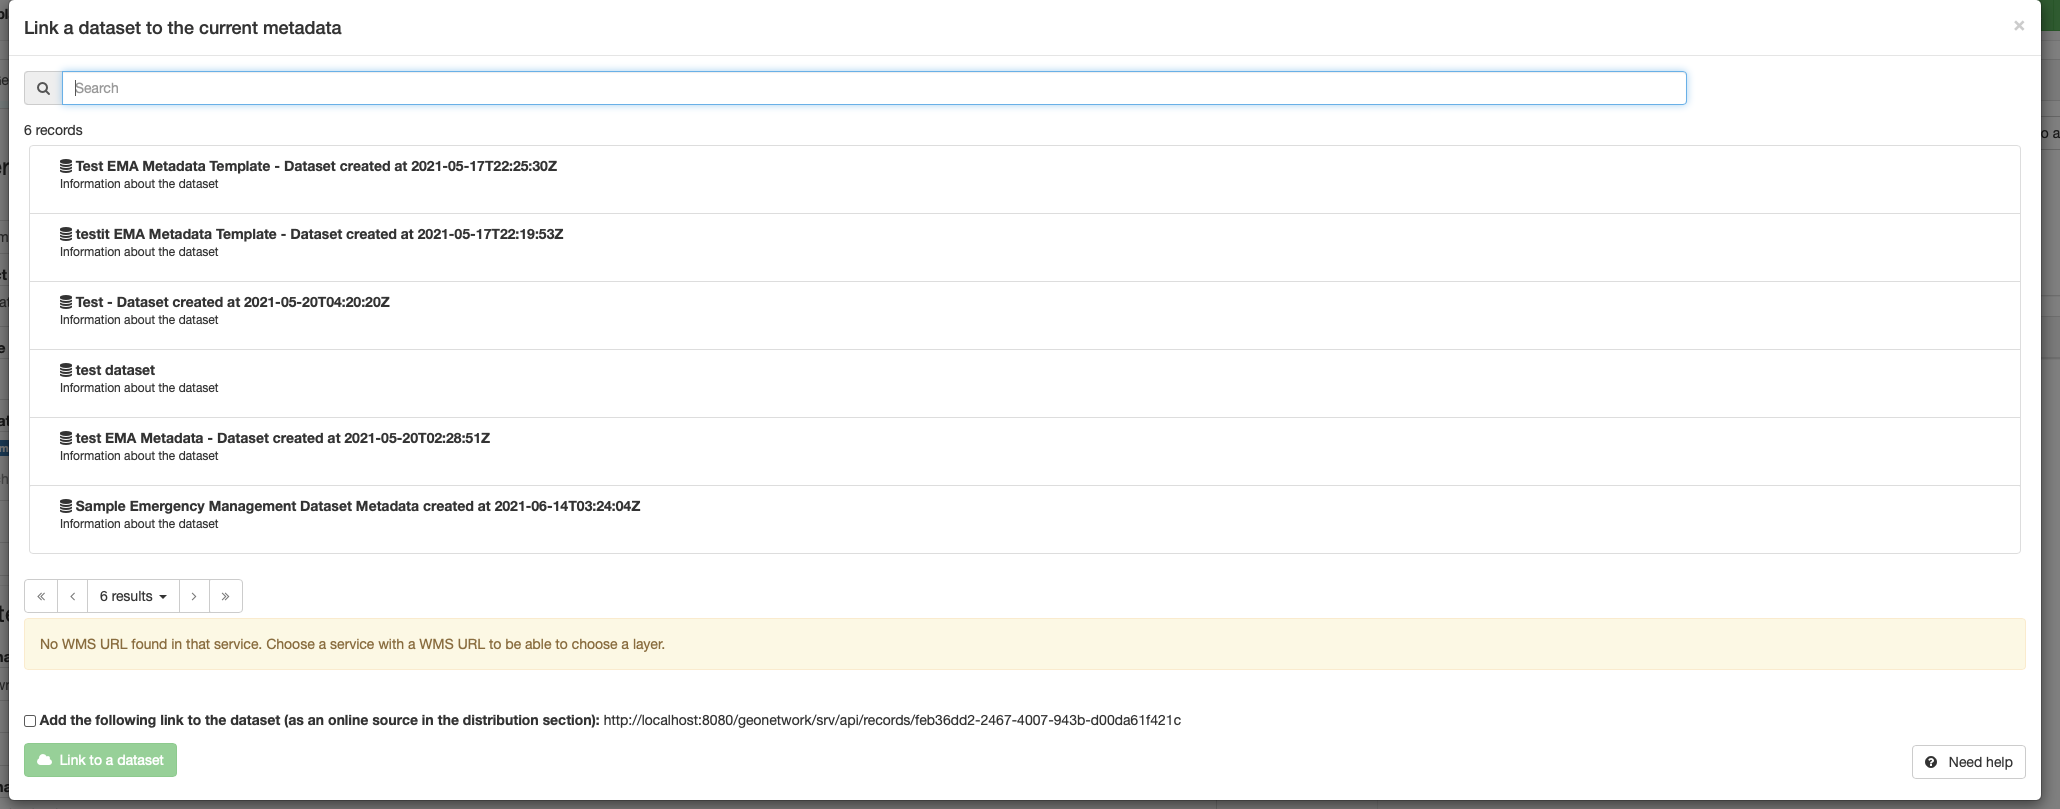 Link a dataset to the current metadata
×
Search
6 records
Test EMA Metadata Template - Dataset created at 2021-05-17T22:25:30Z
Information about the dataset
testit EMA Metadata Template - Dataset created at 2021-05-17T22:19:53Z
Information about the dataset
Test - Dataset created at 2021-05-20T04:20:20Z
Information about the dataset
test dataset
Information about the dataset
test EMA Metadata - Dataset created at 2021-05-20T02:28:51Z
Information about the dataset
Sample Emergency Management Dataset Metadata created at 2021-06-14T03:24:04Z
Information about the dataset
« ‹ 6 results › »
No WMS URL found in that service. Choose a service with a WMS URL to be able to choose a layer.
Add the following link to the dataset (as an online source in the distribution section): http://localhost:8080/geonetwork/srv/api/records/feb36dd2-2467-4007-943b-d00da61f421c
Link to a dataset
Need help